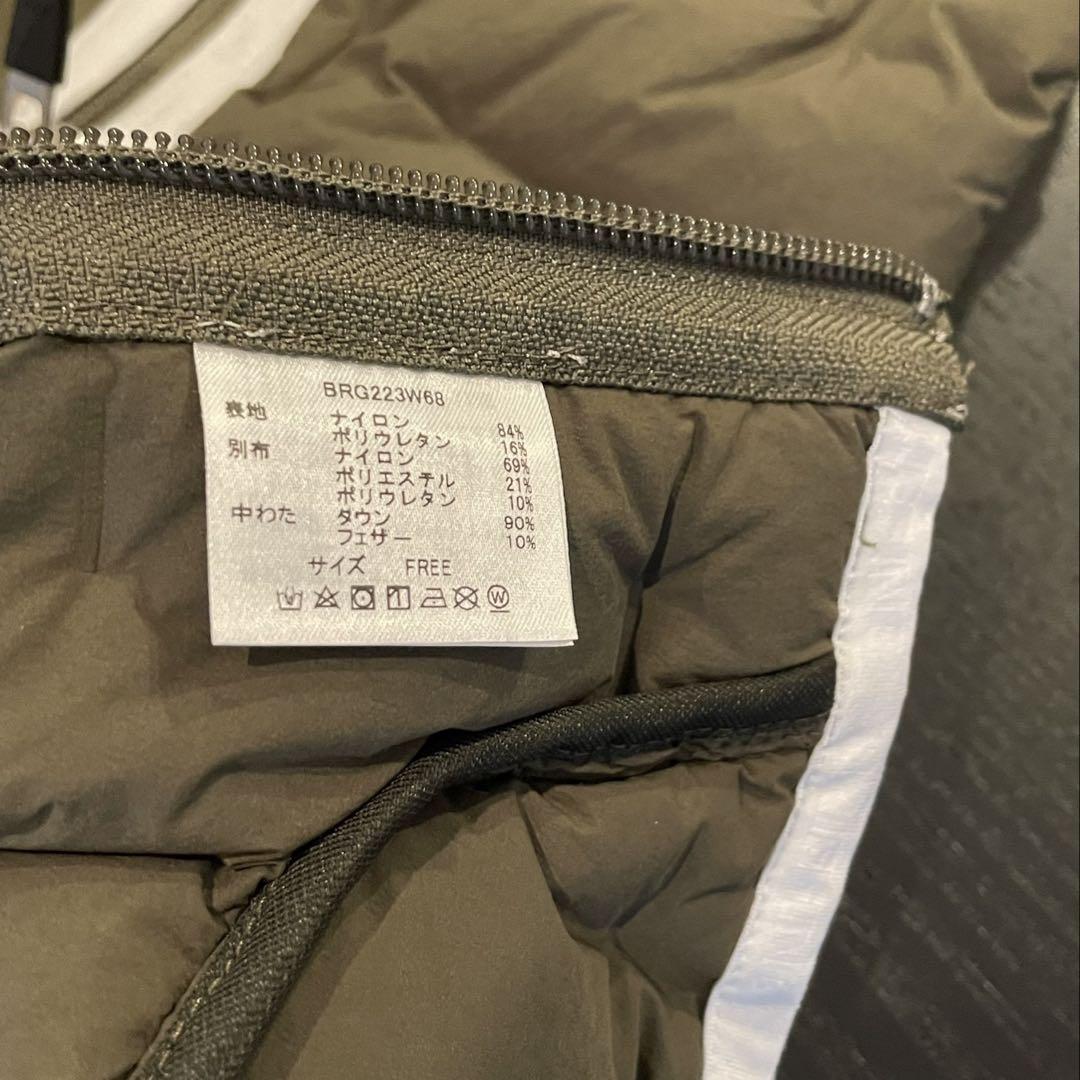 BRG223W68
表地 ナイロン 84%
ポリウレタン 16%
別布 ナイロン 69%
ポリエステル 21%
ポリウレタン 10%
中わた ダウン 90%
フェザー 10%
サイズ FREE
W